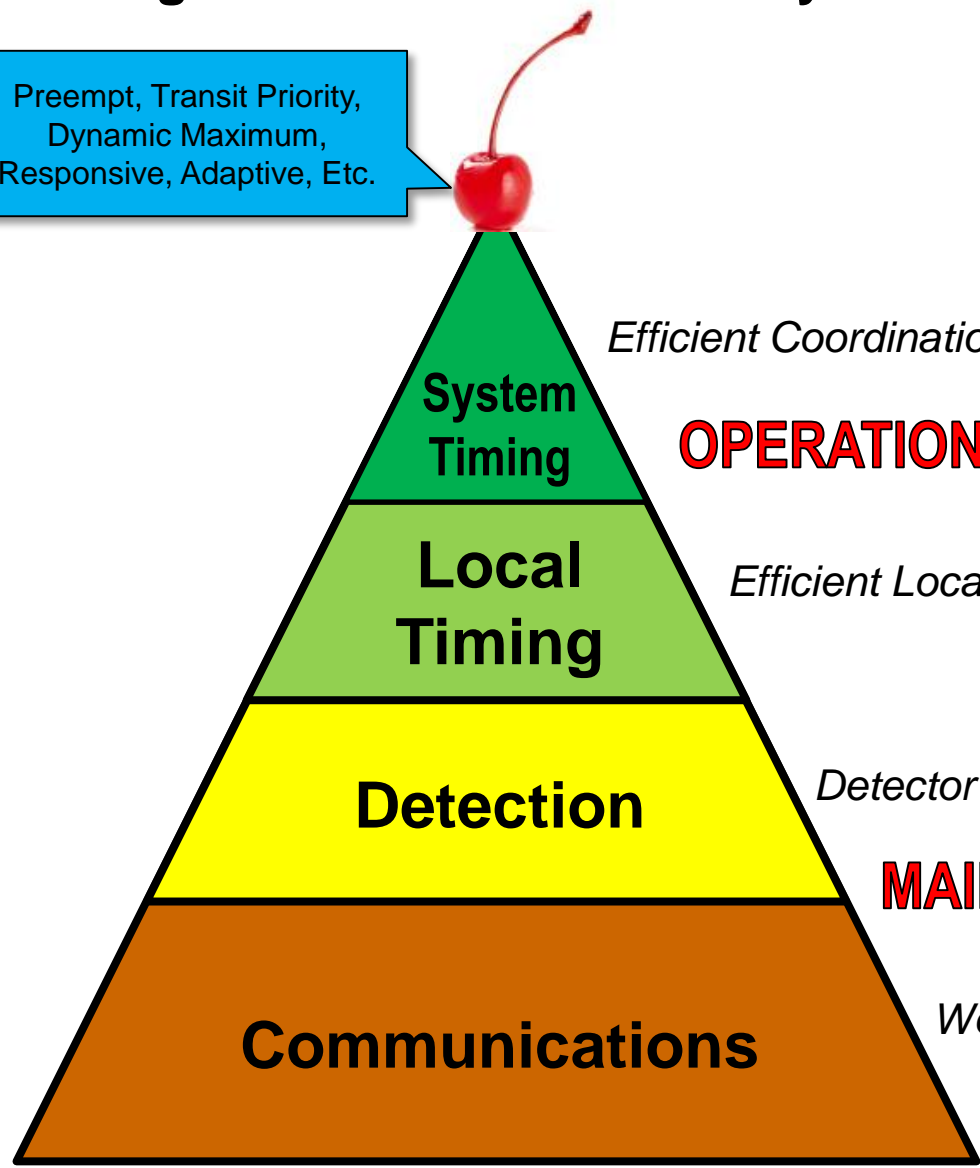 Preempt, Transit Priority,
Dynamic Maximum,
Responsive, Adaptive, Etc.
Efficient Coordinatio
System
Timing
OPERATION
Local
Timing
Efficient Loca
Detector
Detection
MAI
We
Communications